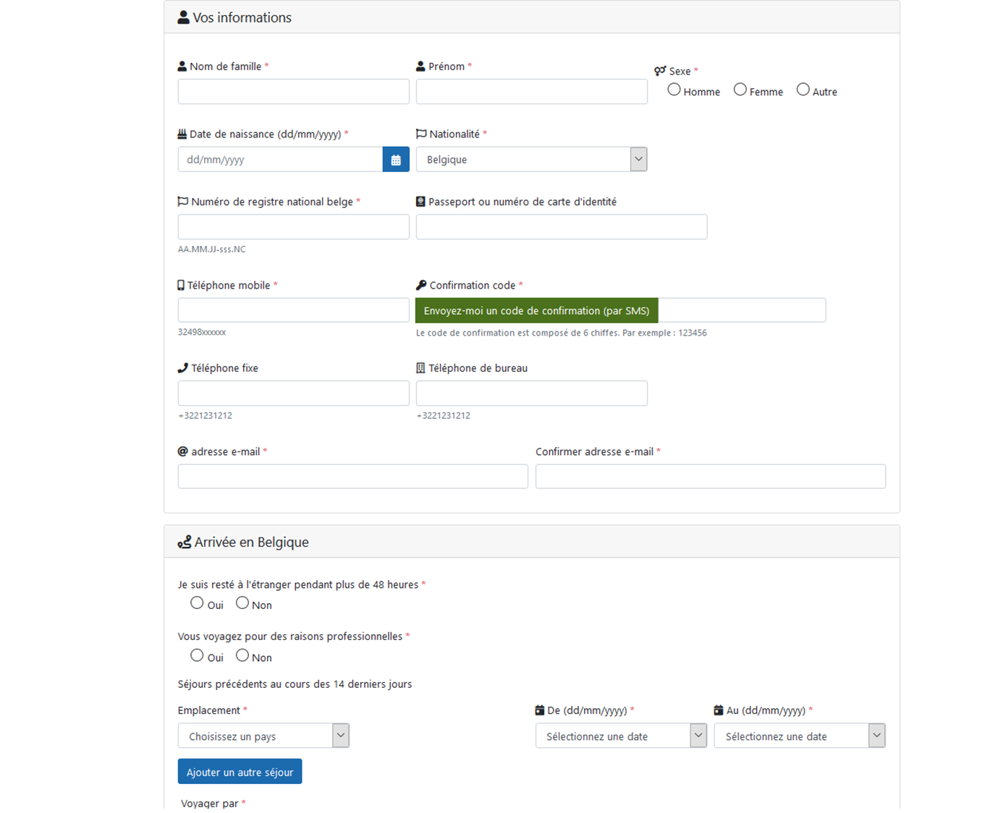 Vos informations
Nom de famille *
Prénom *
Sexe *
Homme
Femme
Autre
Date de naissance (dd/mm/yyyy) *
Nationalité *
dd/mm/yyyy
Belgique
Numéro de registre national belge *
Passeport ou numéro de carte d'identité
AA.MM.JJ-sss.NC
Téléphone mobile *
Confirmation code *
Envoyez-moi un code de confirmation (par SMS)
32498xxxxxx
Le code de confirmation est composé de 6 chiffes. Par exemple : 123456
Téléphone fixe
Téléphone de bureau
+3221231212
+3221231212
adresse e-mail *
Confirmer adresse e-mail *
Arrivée en Belgique
Je suis resté à l'étranger pendant plus de 48 heures *
Oui
Non
Vous voyagez pour des raisons professionnelles *
Oui
Non
Séjours précédents au cours des 14 derniers jours
Emplacement *
De (dd/mm/yyyy) *
Au (dd/mm/yyyy) *
Choisissez un pays
Sélectionnez une date
Sélectionnez une date
Ajouter un autre séjour
Voyager par *